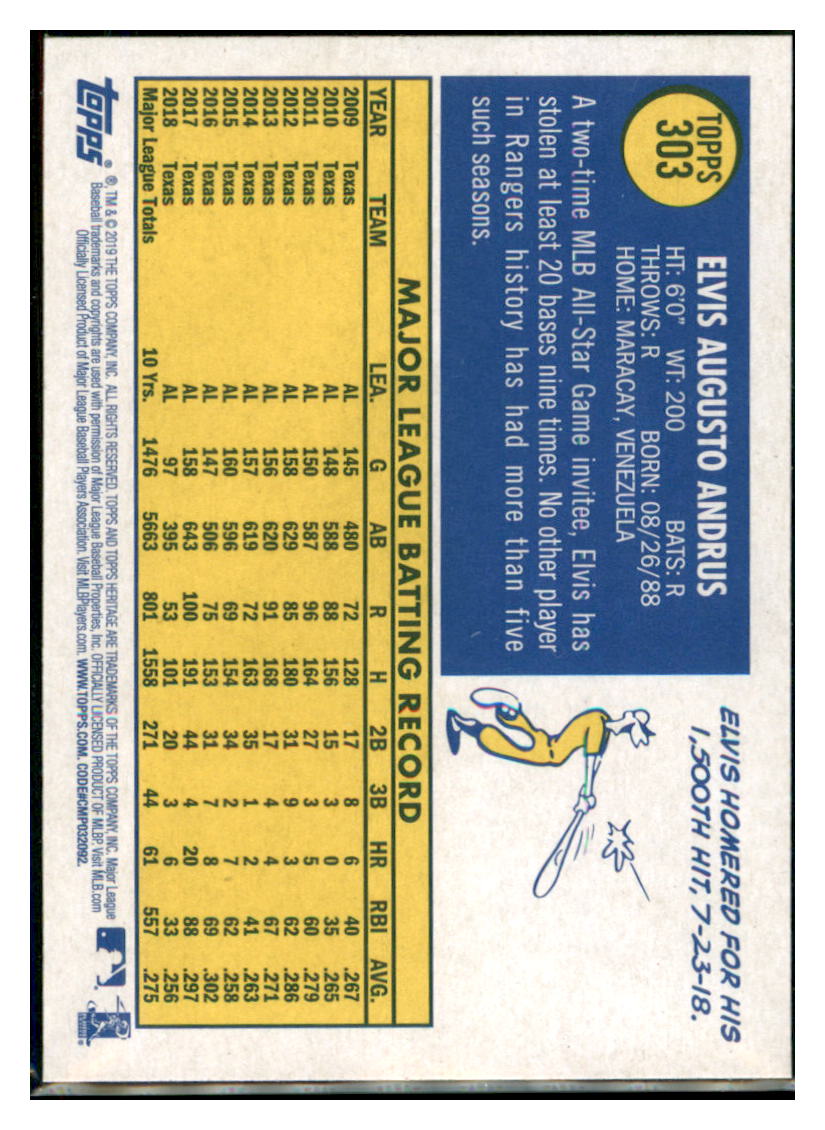 TOPPS
303
ELVIS AUGUSTO ANDRUS
HT: 6'0" WT: 200 BATS: R
THROWS: R BORN: 08/26/88
HOME: MARACAY, VENEZUELA
A two-time MLB All-Star Game invitee, Elvis has
stolen at least 20 bases nine times. No other player
in Rangers history has had more than five
such seasons.
ELVIS HOMERED FOR HIS
1,500TH HIT, 7-23-18.
MAJOR LEAGUE BATTING RECORD
YEAR TEAM LEA. G AB R H 2B 3B HR RBI AVG.
2009 Texas AL 145 480 72 128 17 8 6 40 .267
2010 Texas AL 148 588 88 156 15 3 0 35 .265
2011 Texas AL 150 587 96 164 27 3 5 60 .279
2012 Texas AL 158 629 85 180 31 9 3 62 .286
2013 Texas AL 156 620 91 168 17 4 4 67 .271
2014 Texas AL 157 619 72 163 35 1 2 41 .263
2015 Texas AL 160 596 69 154 34 2 7 62 .258
2016 Texas AL 147 506 75 153 31 7 8 69 .302
2017 Texas AL 158 643 100 191 44 4 20 88 .297
2018 Texas AL 97 395 53 101 20 3 6 33 .256
Major League Totals 10 Yrs. 1476 5663 801 1558 271 44 61 557 .275
topps
®, TM & © 2019 THE TOPPS COMPANY, INC. ALL RIGHTS RESERVED. TOPPS AND TOPPS HERITAGE ARE TRADEMARKS OF THE TOPPS COMPANY, INC. Major League
Baseball trademarks and copyrights are used with permission of Major League Baseball Properties, Inc. OFFICIALLY LICENSED PRODUCT OF MLBP. Visit MLB.com
Officially Licensed Product of Major League Baseball Players Association. Visit MLBPlayers.com. WWW.TOPPS.COM. CODE#CMP032092.